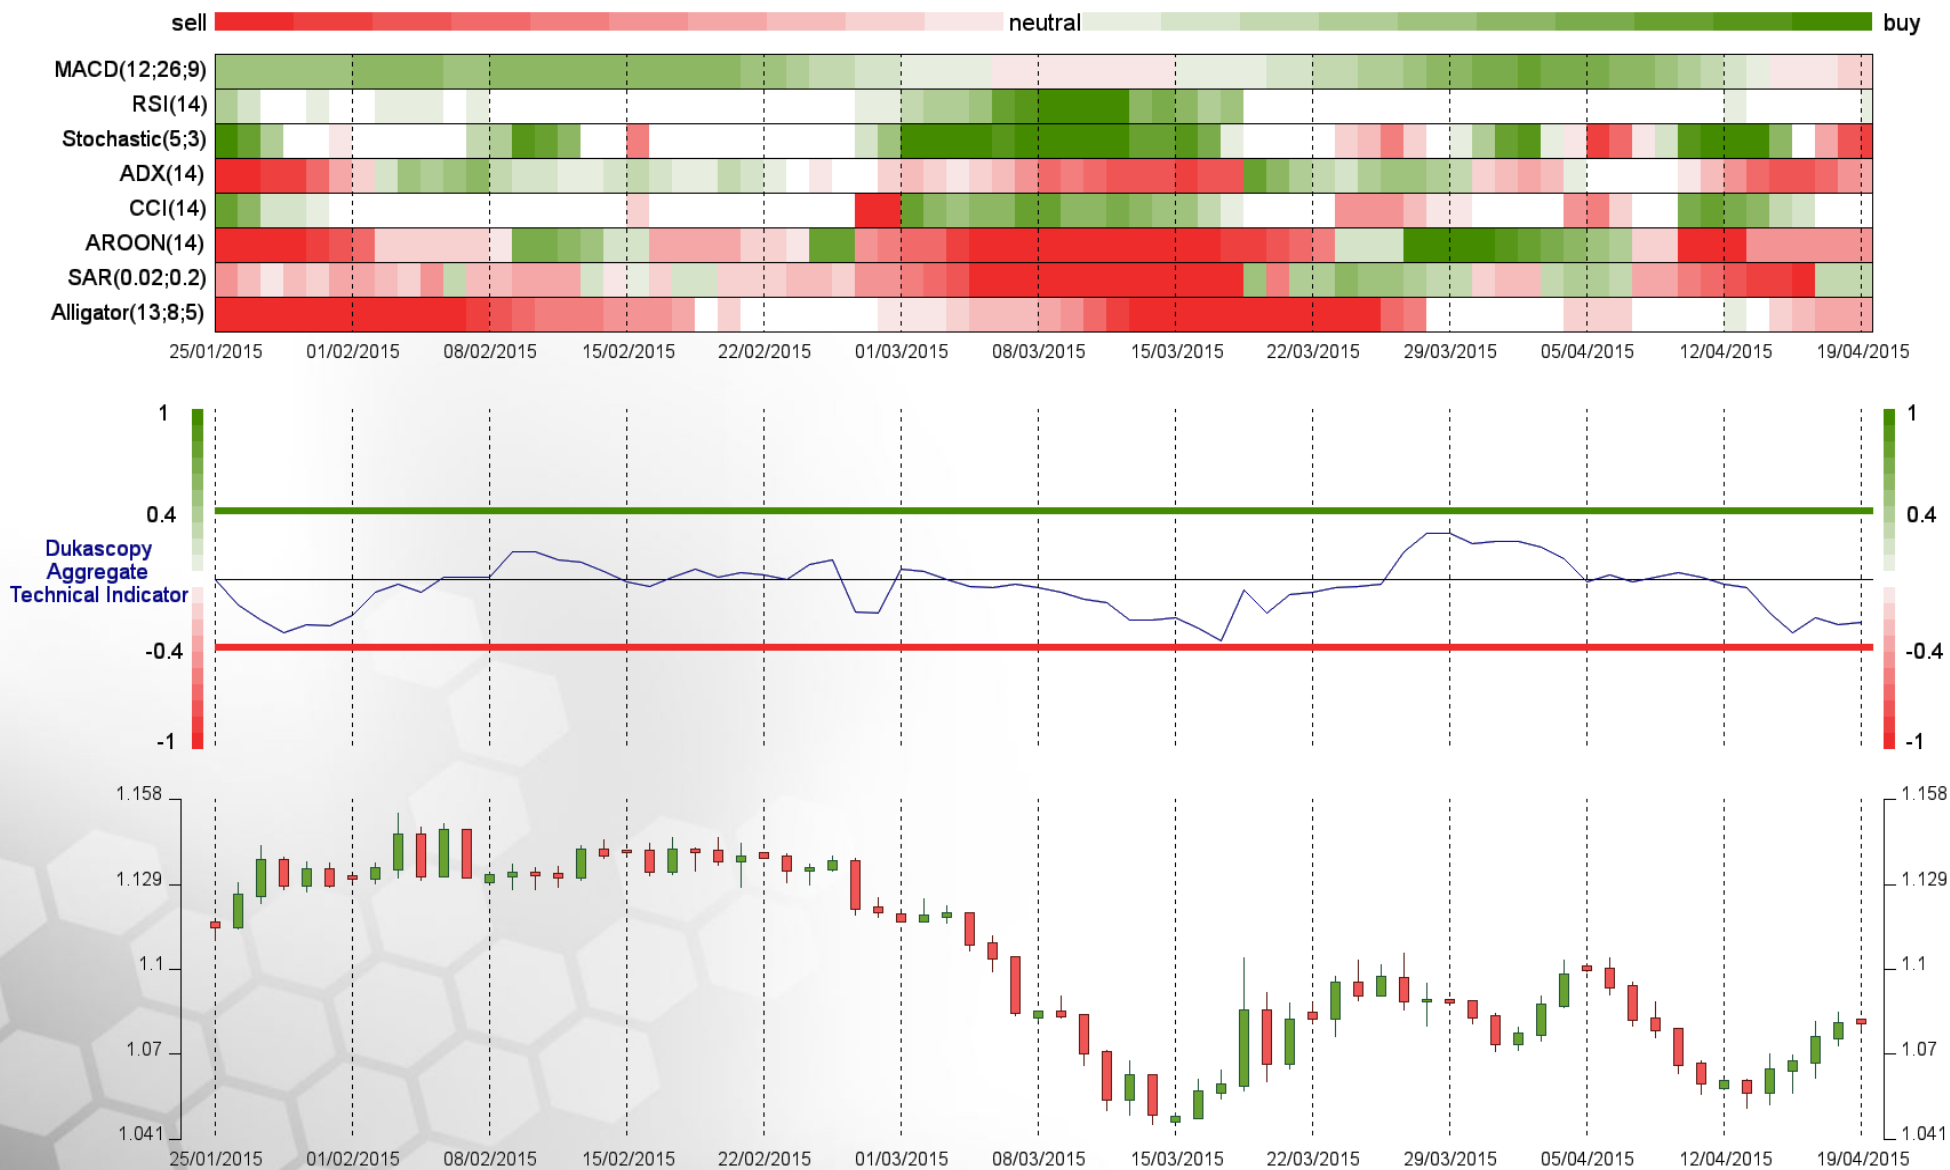 sell neutral buy
MACD(12;26;9)
RSI(14)
Stochastic(5;3)
ADX(14)
CCI(14)
AROON(14)
SAR(0.02;0.2)
Alligator(13;8;5)
25/01/2015 01/02/2015 08/02/2015 15/02/2015 22/02/2015 01/03/2015 08/03/2015 15/03/2015 22/03/2015 29/03/2015 05/04/2015 12/04/2015 19/04/2015
1 1
0.4 0.4
Dukascopy
Aggregate
Technical Indicator
-0.4 -0.4
-1 -1
1.158 1.158
1.129 1.129
1.1 1.1
1.07 1.07
1.041 1.041
25/01/2015 01/02/2015 08/02/2015 15/02/2015 22/02/2015 01/03/2015 08/03/2015 15/03/2015 22/03/2015 29/03/2015 05/04/2015 12/04/2015 19/04/2015